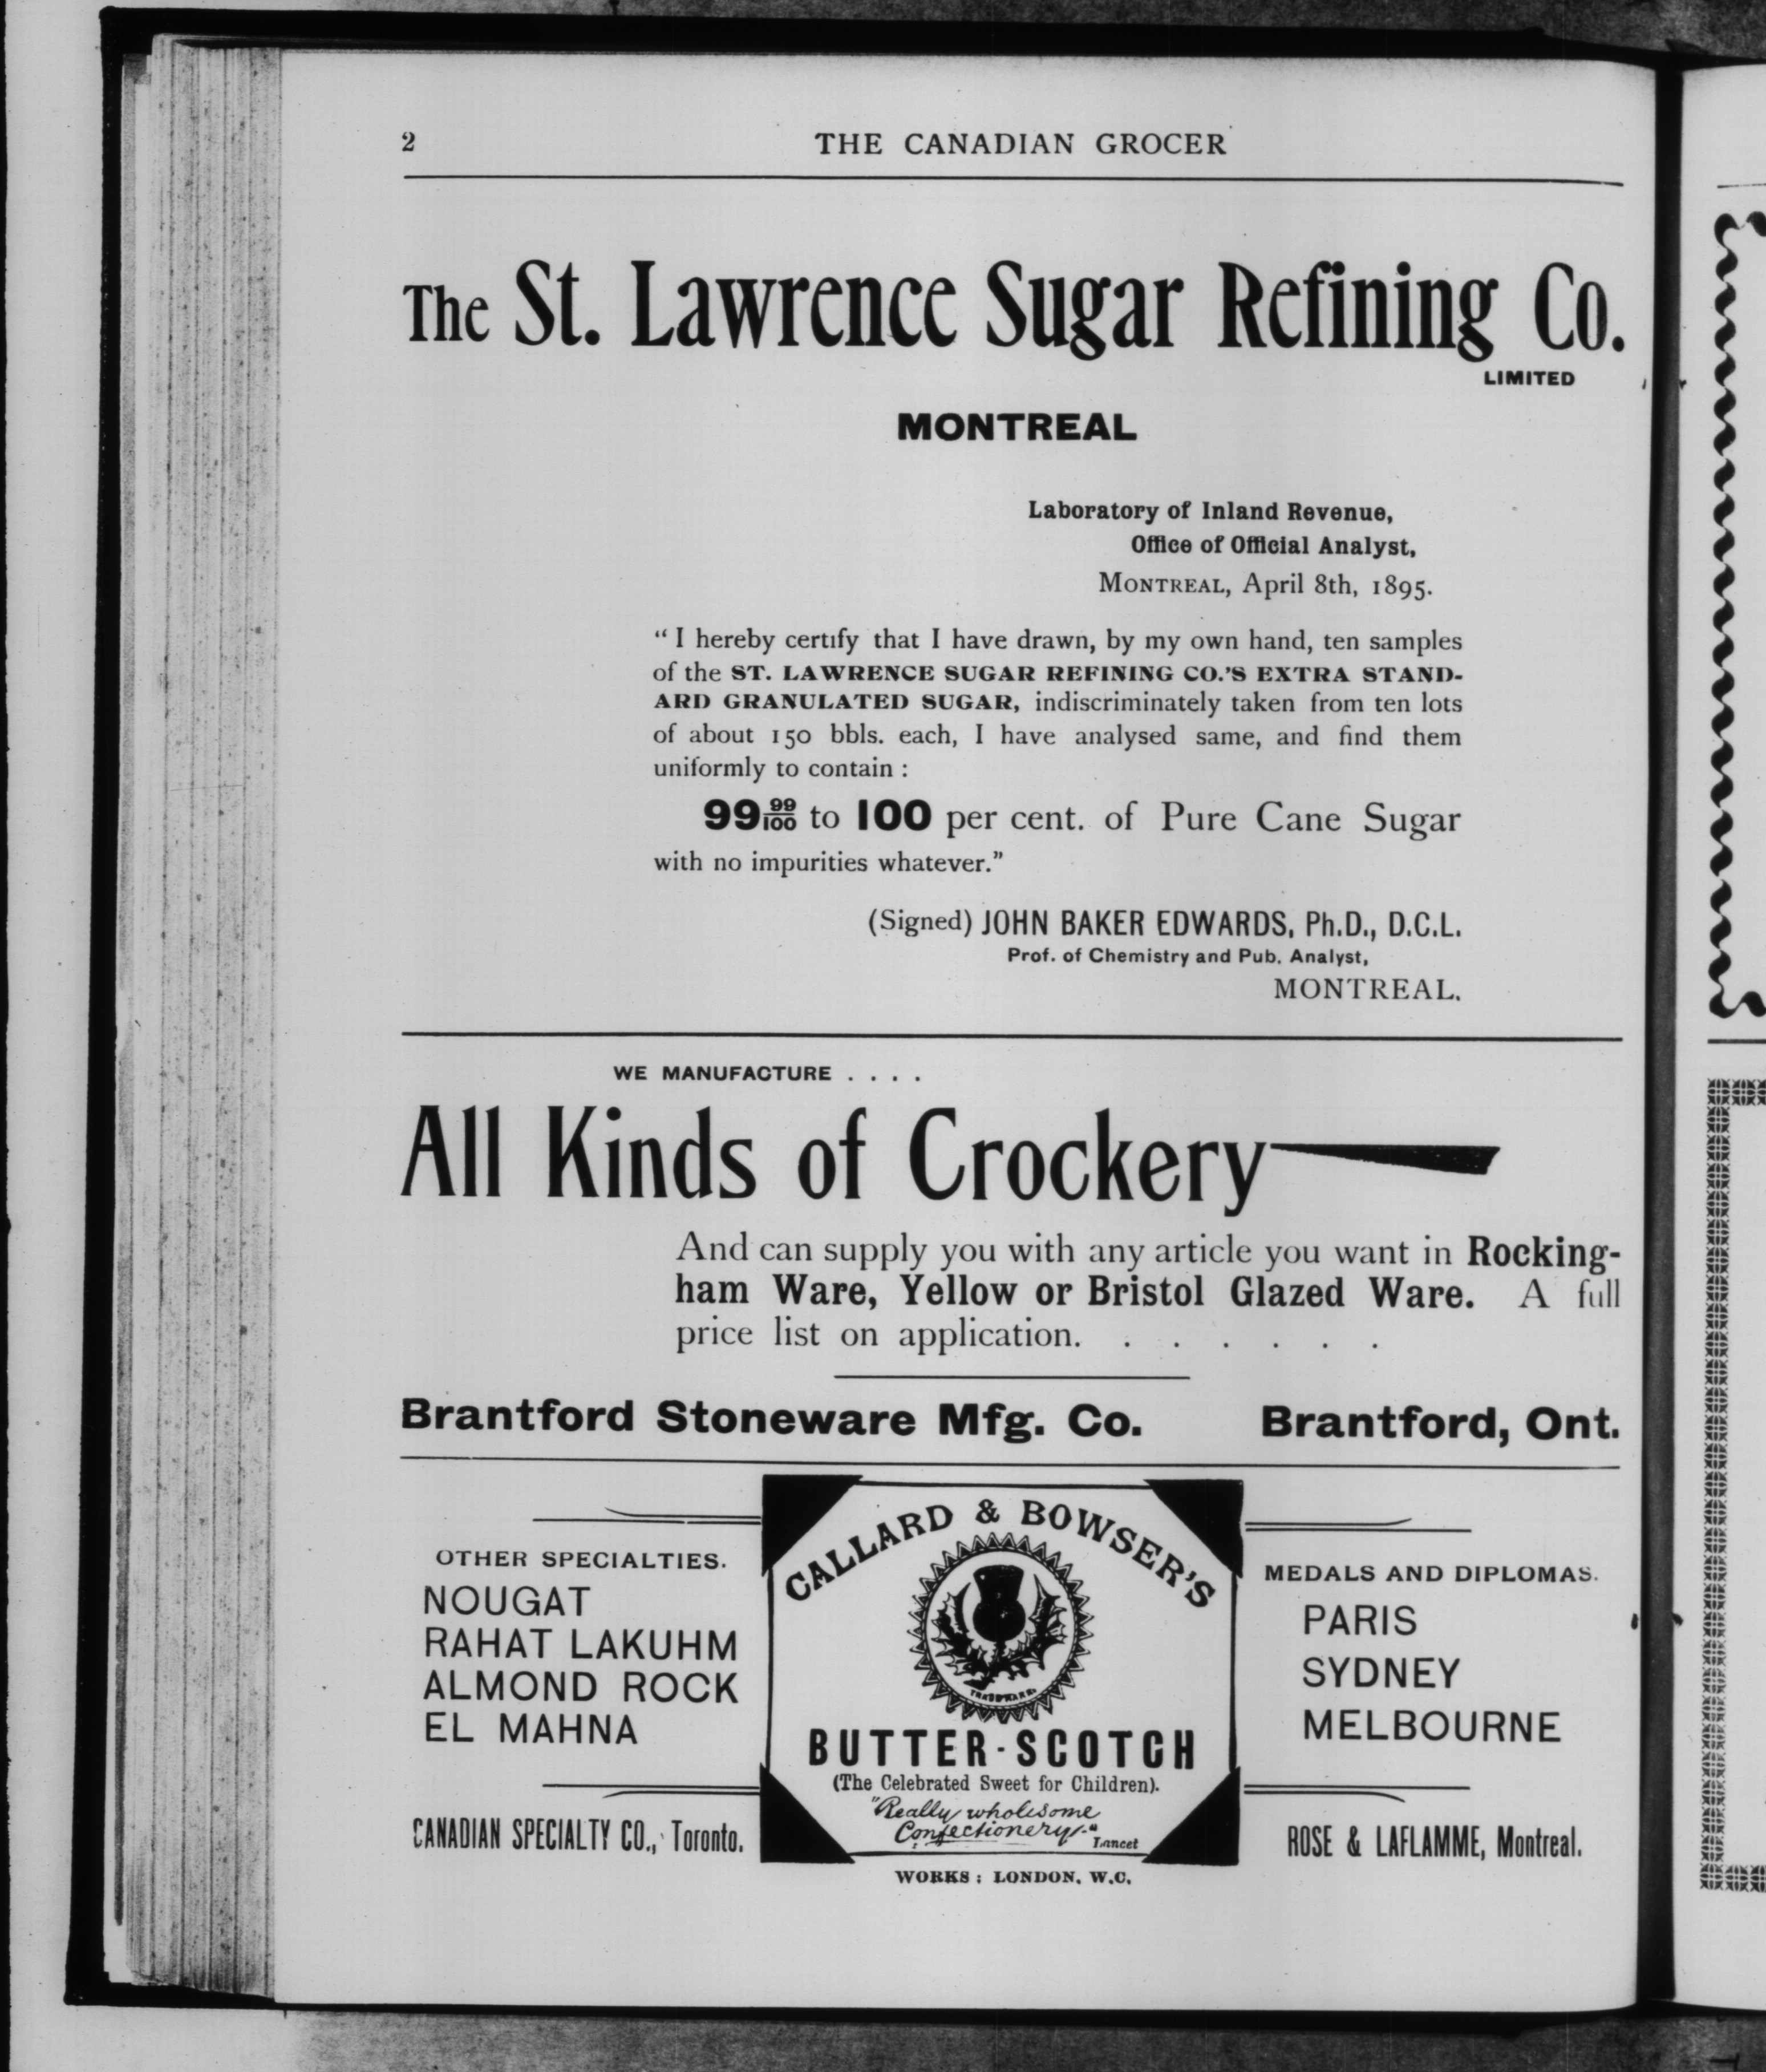 2
THE CANADIAN GROCER
The St. Lawrence Sugar Refining Co.
LIMITED
MONTREAL
Laboratory of Inland Revenue,
Office of Official Analyst,
MONTREAL, April 8th, 1895.
“ I hereby certify that I have drawn, by my own hand, ten samples
of the ST. LAWRENCE SUGAR REFINING CO.'S EXTRA STAND-
ARD GRANULATED SUGAR, indiscriminately taken from ten lots
of about 150 bbls. each, I have analysed same, and find them
uniformly to contain :
99 99/100 to 100 per cent. of Pure Cane Sugar
with no impurities whatever.”
(Signed) JOHN BAKER EDWARDS, Ph.D., D.C.L.
Prof. of Chemistry and Pub. Analyst,
MONTREAL.
WE MANUFACTURE . . . .
All Kinds of Crockery
And can supply you with any article you want in Rocking-
ham Ware, Yellow or Bristol Glazed Ware. A full
price list on application. . . . . . .
Brantford Stoneware Mfg. Co. Brantford, Ont.
OTHER SPECIALTIES.
NOUGAT
RAHAT LAKUHM
ALMOND ROCK
EL MAHNA
CANADIAN SPECIALTY CO., Toronto.
CALLARD & BOWSER'S
TRADE MARK
BUTTER-SCOTCH
(The Celebrated Sweet for Children).
"Really wholesome
Confectionery."
Lancet
WORKS : LONDON, W.C.
MEDALS AND DIPLOMAS.
PARIS
SYDNEY
MELBOURNE
ROSE & LAFLAMME, Montreal.